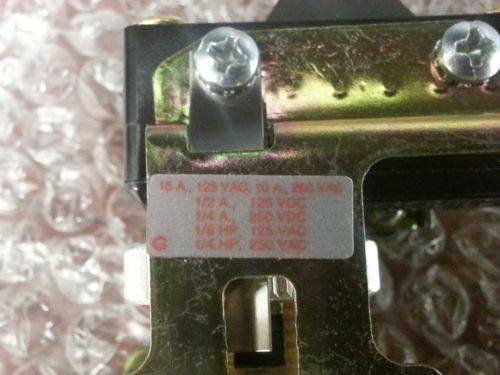 15 A., 125 VAC; 10 A., 250 VAC
1/2 A., 125 VDC
1/4 A., 250 VDC
1/8 HP, 125 VAC
G 1/4 HP, 250 VAC